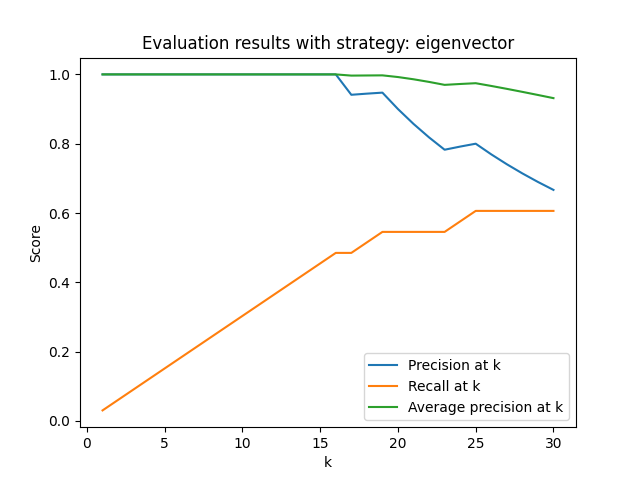 Evaluation results with strategy: eigenvector
1.0
0.8
0.6
0.4
0.2
0.0
Score
0 5 10 15 20 25 30
k
Precision at k
Recall at k
Average precision at k